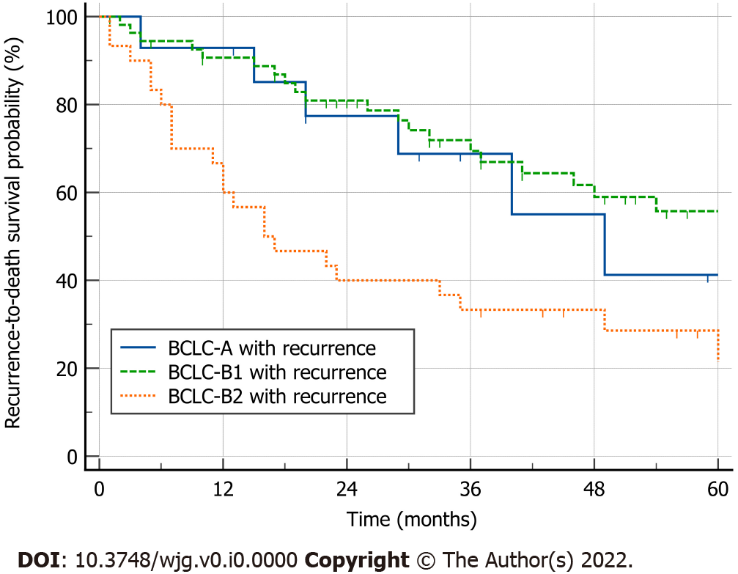 Recurrence-to-death survival probability (%)
100
80
60
40
20
0
BCLC-A with recurrence
BCLC-B1 with recurrence
BCLC-B2 with recurrence
0 12 24 36 48 60
Time (months)
DOI: 10.3748/wjg.v0.i0.0000 Copyright © The Author(s) 2022.